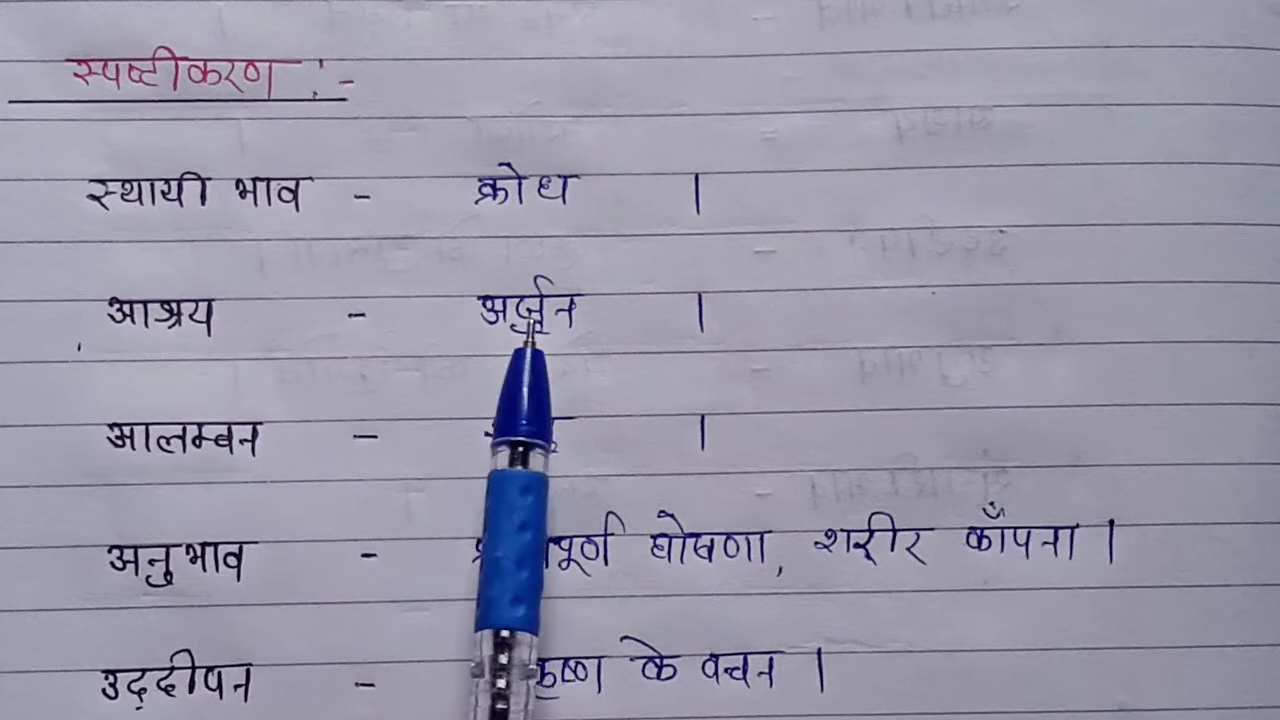 स्पष्टीकरण :-
स्थायी भाव - क्रोध ।
आश्रय - अर्जुन ।
आलम्बन - ।
अनुभाव - पूर्ण घोषणा, शरीर काँपना ।
उद्दीपन - कृष्ण के वचन ।